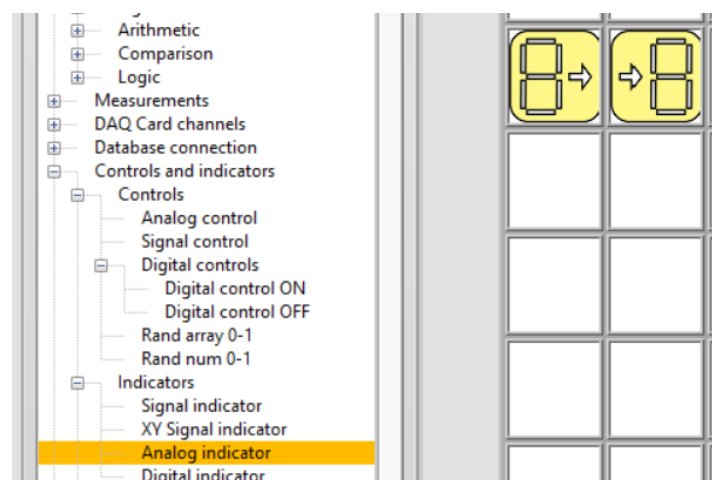 Arithmetic
Comparison
Logic
Measurements
DAQ Card channels
Database connection
Controls and indicators
Controls
Analog control
Signal control
Digital controls
Digital control ON
Digital control OFF
Rand array 0-1
Rand num 0-1
Indicators
Signal indicator
XY Signal indicator
Analog indicator
Digital indicator